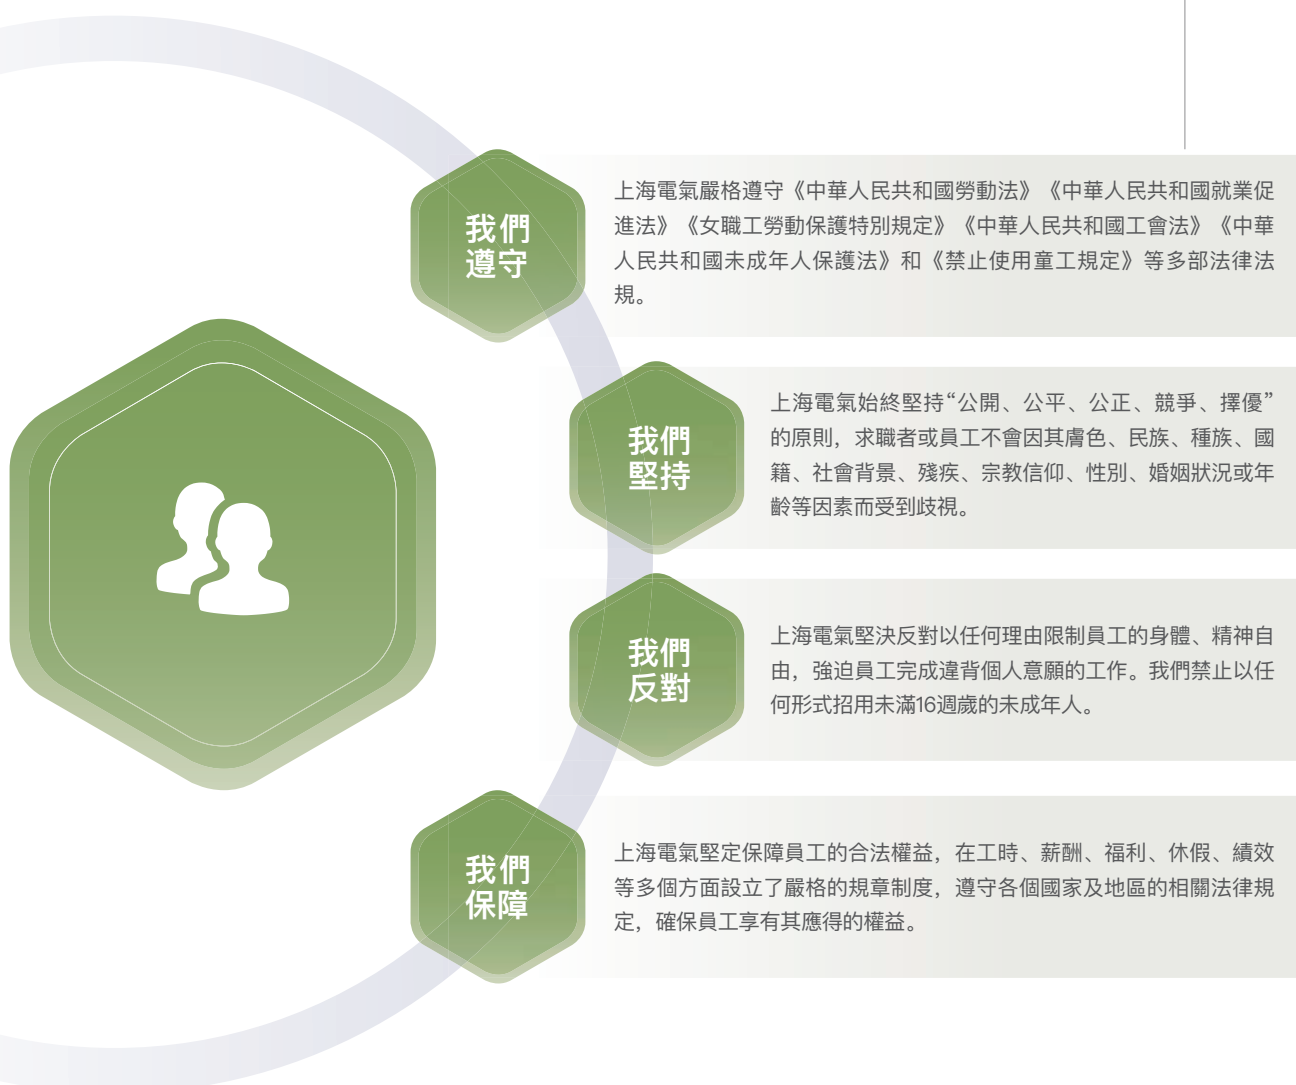 我們
遵守
上海電氣嚴格遵守《中華人民共和國勞動法》《中華人民共和國就業促
進法》《女職工勞動保護特別規定》《中華人民共和國工會法》《中華
人民共和國未成年人保護法》和《禁止使用童工規定》等多部法律法
規。
我們
堅持
上海電氣始終堅持“公開、公平、公正、競爭、擇優”
的原則，求職者或員工不會因其膚色、民族、種族、國
籍、社會背景、殘疾、宗教信仰、性別、婚姻狀況或年
齡等因素而受到歧視。
我們
反對
上海電氣堅決反對以任何理由限制員工的身體、精神自
由，強迫員工完成違背個人意願的工作。我們禁止以任
何形式招用未滿16週歲的未成年人。
我們
保障
上海電氣堅定保障員工的合法權益，在工時、薪酬、福利、休假、績效
等多個方面設立了嚴格的規章制度，遵守各個國家及地區的相關法律規
定，確保員工享有其應得的權益。